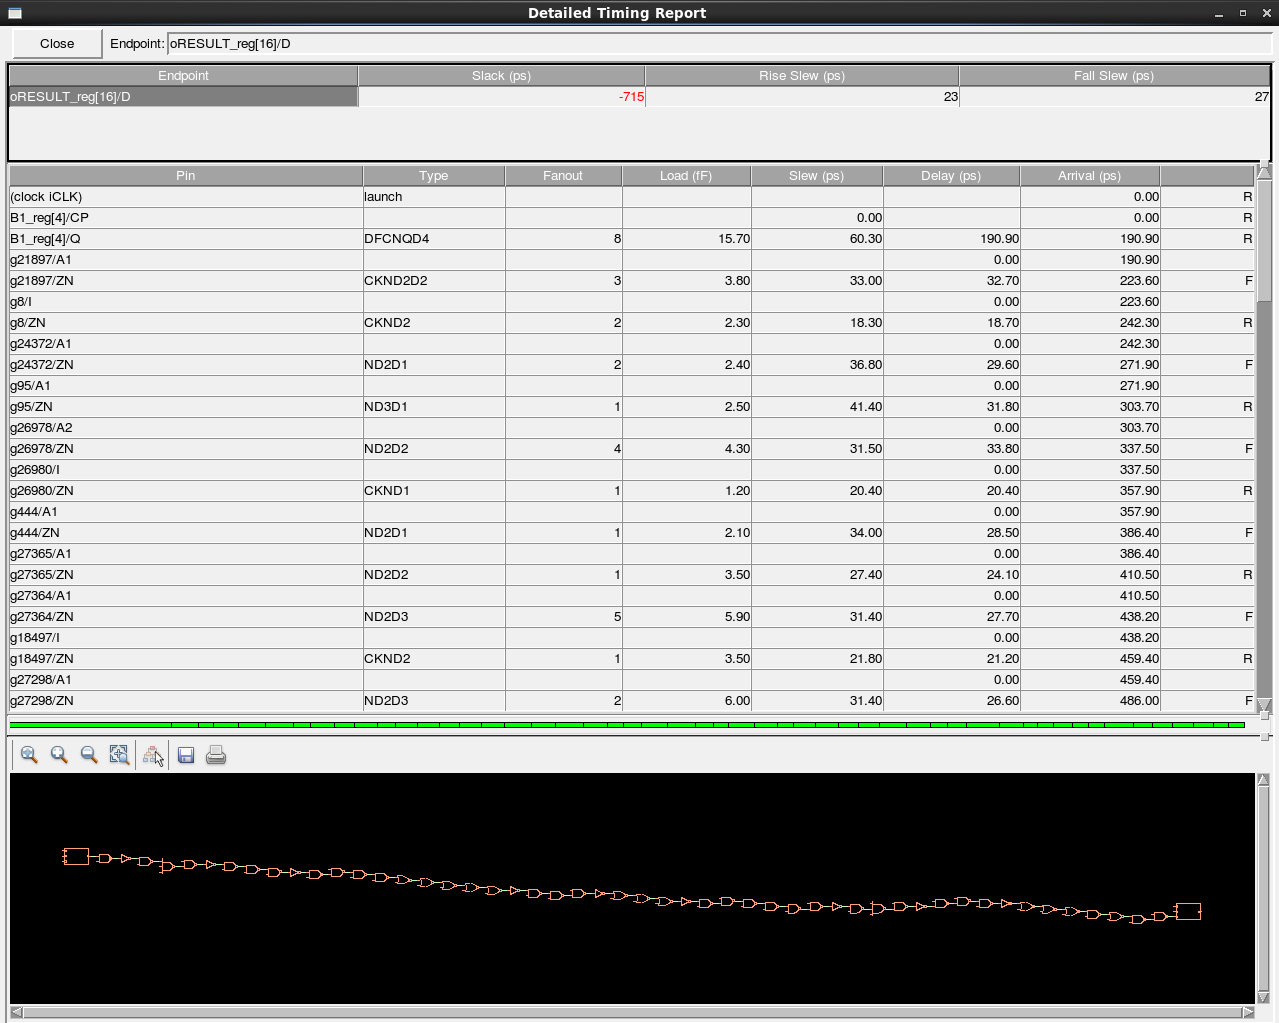 Detailed Timing Report
Close Endpoint: oRESULT_reg[16]/D
Endpoint Slack (ps) Rise Slew (ps) Fall Slew (ps)
oRESULT_reg[16]/D -715 23 27
Pin Type Fanout Load (fF) Slew (ps) Delay (ps) Arrival (ps)
(clock iCLK) launch 0.00 R
B1_reg[4]/CP 0.00 0.00 R
B1_reg[4]/Q DFCNQD4 8 15.70 60.30 190.90 190.90 R
g21897/A1 0.00 190.90
g21897/ZN CKND2D2 3 3.80 33.00 32.70 223.60 F
g8/I 0.00 223.60
g8/ZN CKND2 2 2.30 18.30 18.70 242.30 R
g24372/A1 0.00 242.30
g24372/ZN ND2D1 2 2.40 36.80 29.60 271.90 F
g95/A1 0.00 271.90
g95/ZN ND3D1 1 2.50 41.40 31.80 303.70 R
g26978/A2 0.00 303.70
g26978/ZN ND2D2 4 4.30 31.50 33.80 337.50 F
g26980/I 0.00 337.50
g26980/ZN CKND1 1 1.20 20.40 20.40 357.90 R
g444/A1 0.00 357.90
g444/ZN ND2D1 1 2.10 34.00 28.50 386.40 F
g27365/A1 0.00 386.40
g27365/ZN ND2D2 1 3.50 27.40 24.10 410.50 R
g27364/A1 0.00 410.50
g27364/ZN ND2D3 5 5.90 31.40 27.70 438.20 F
g18497/I 0.00 438.20
g18497/ZN CKND2 1 3.50 21.80 21.20 459.40 R
g27298/A1 0.00 459.40
g27298/ZN ND2D3 2 6.00 31.40 26.60 486.00 F